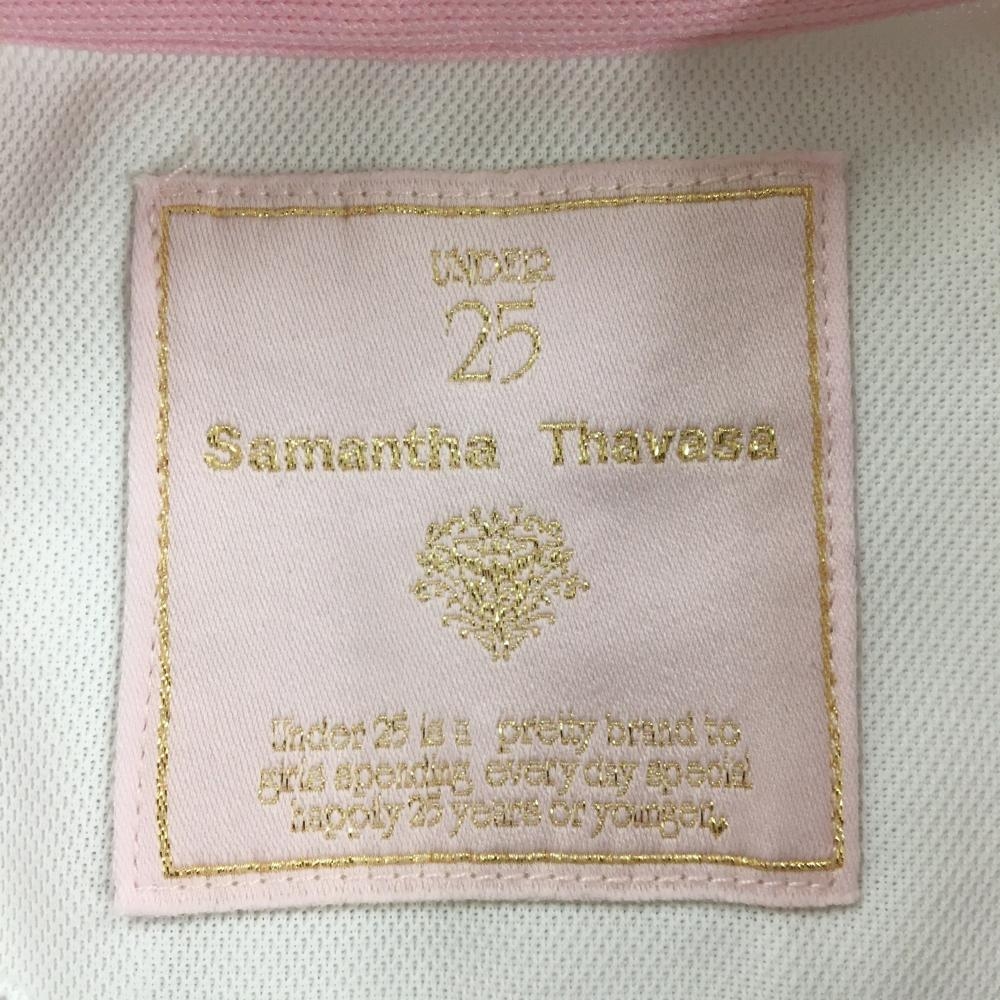 UNDER
25
Samantha Thavasa
Under 25 is a pretty brand to
girls spending every day special
happily 25 years or younger.